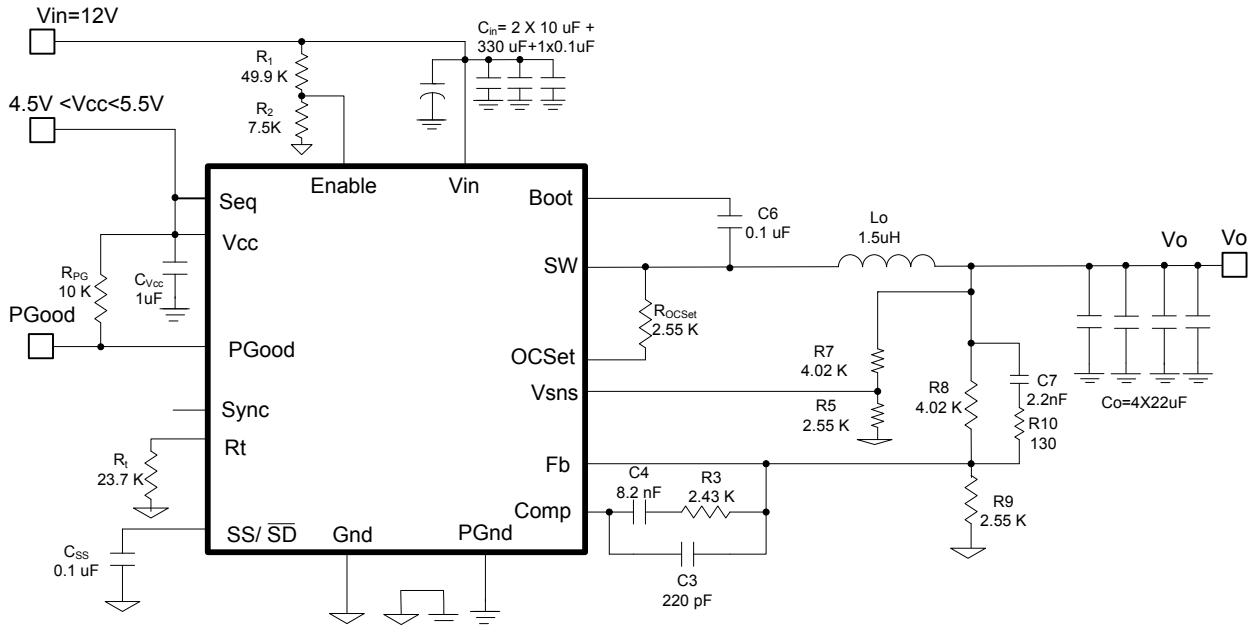 Vin=12V
Cin= 2 X 10 uF +
330 uF+1x0.1uF
R1
49.9 K
4.5V <Vcc<5.5V
R2
7.5K
Enable
Vin
Seq
Boot
C6
0.1 uF
Lo
1.5uH
Vo
Vo
Vcc
SW
RPG
10 K
CVcc
1uF
ROCSet
2.55 K
PGood
PGood
OCSet
R7
4.02 K
Vsns
R8
4.02 K
C7
2.2nF
Co=4X22uF
R5
2.55 K
R10
130
Sync
Rt
Rt
23.7 K
Fb
C4
8.2 nF
R3
2.43 K
R9
2.55 K
Comp
SS/ SD
Gnd
PGnd
CSS
0.1 uF
C3
220 pF